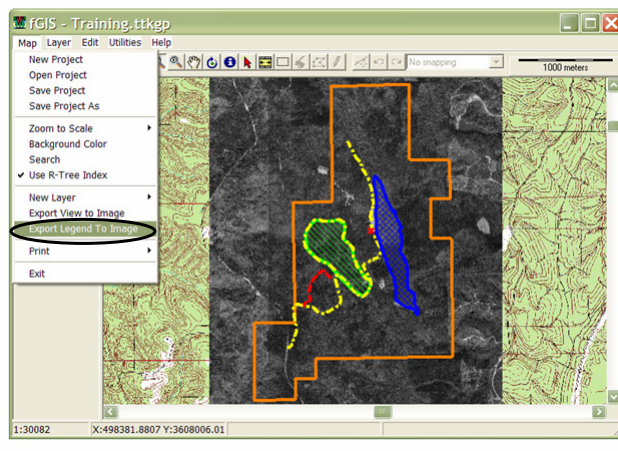 fGIS - Training.ttkgp
Map Layer Edit Utilities Help
New Project
Open Project
Save Project
Save Project As
Zoom to Scale
Background Color
Search
Use R-Tree Index
New Layer
Export View to Image
Export Legend To Image
Print
Exit
No snapping
1000 meters
1:30082 X:498381.8807 Y:3608006.01